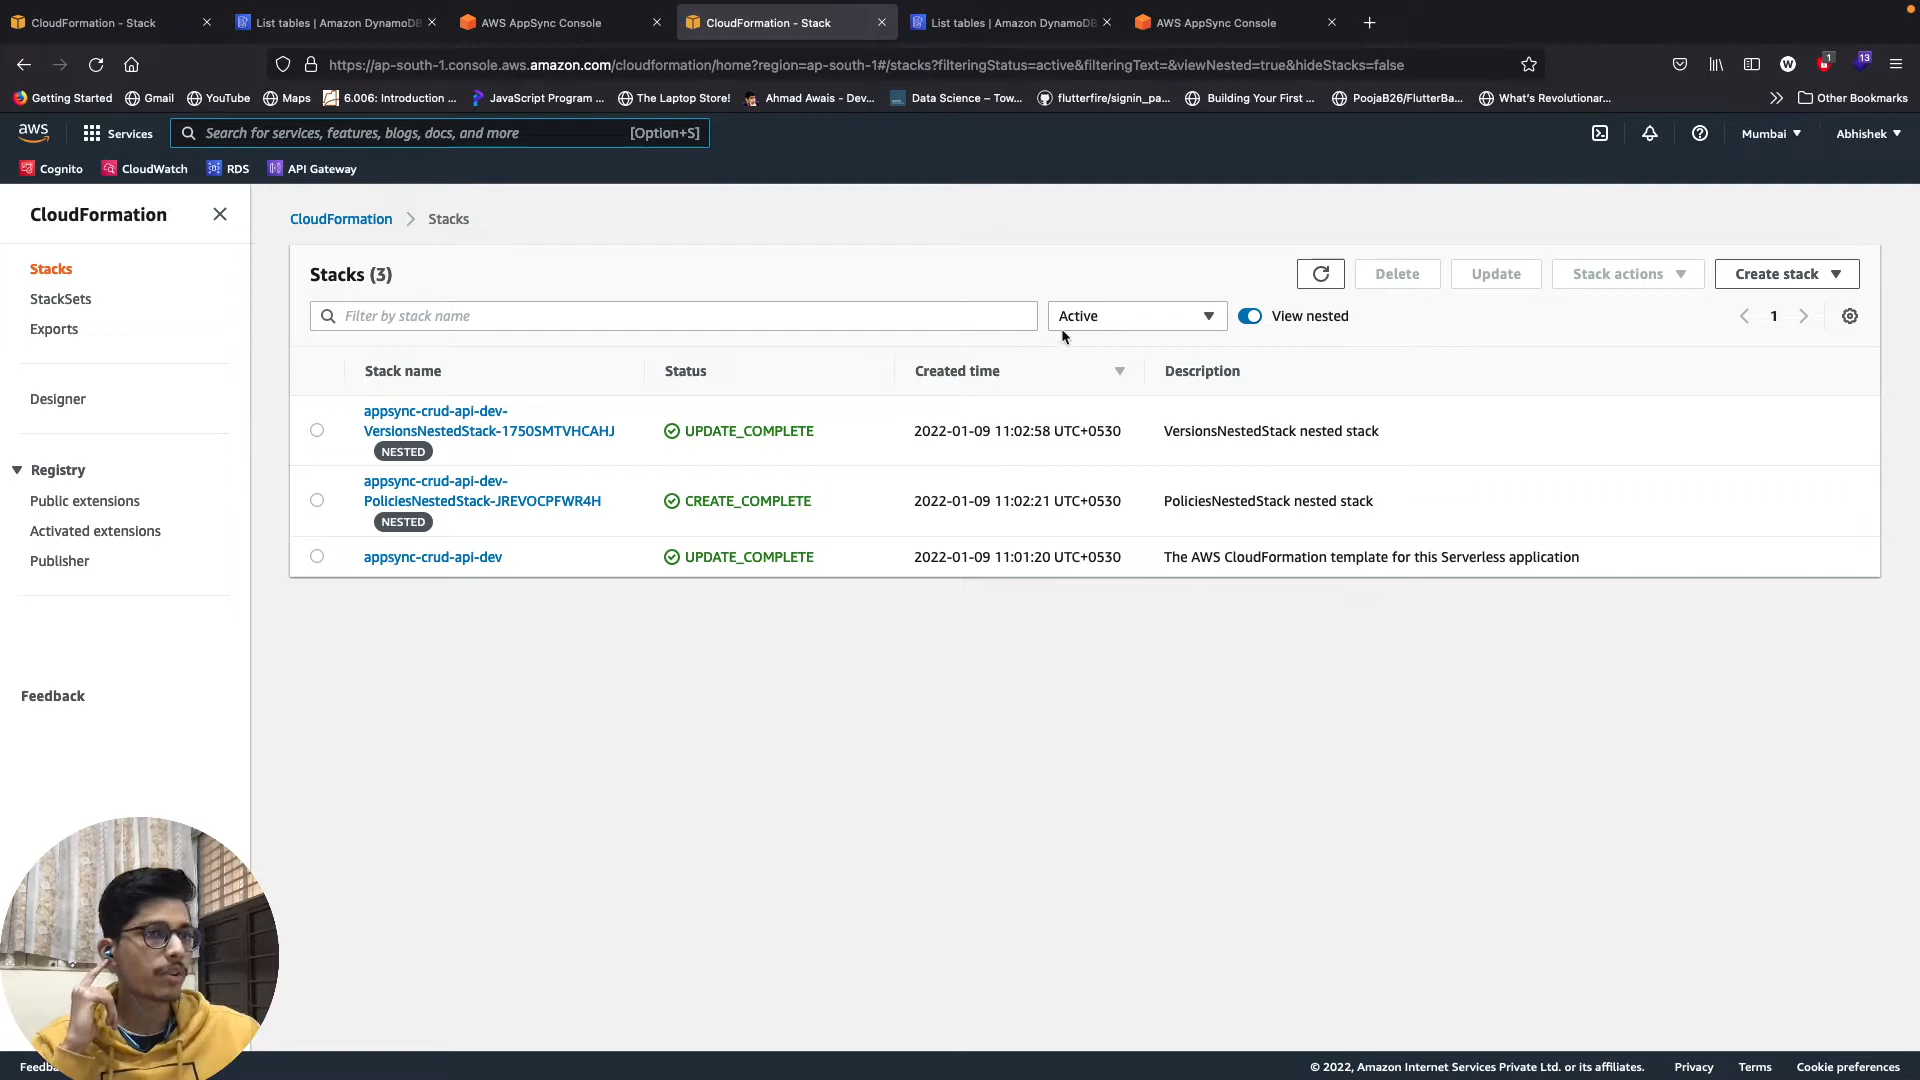 CloudFormation - Stack
List tables | Amazon DynamoDB
AWS AppSync Console
CloudFormation - Stack
List tables | Amazon DynamoDB
AWS AppSync Console
https://ap-south-1.console.aws.amazon.com/cloudformation/home?region=ap-south-1#/stacks?filteringStatus=active&filteringText=&viewNested=true&hideStacks=false
W
1
13
Getting Started
Gmail
YouTube
Maps
6.006: Introduction ...
JavaScript Program ...
The Laptop Store!
Ahmad Awais - Dev...
Data Science – Tow...
flutterfire/signin_pa...
Building Your First ...
PoojaB26/FlutterBa...
What's Revolutionar...
Other Bookmarks
aws
Services
Search for services, features, blogs, docs, and more
[Option+S]
Mumbai
Abhishek
Cognito
CloudWatch
RDS
API Gateway
CloudFormation
Stacks
StackSets
Exports
Designer
Registry
Public extensions
Activated extensions
Publisher
Feedback
CloudFormation
Stacks
Stacks (3)
Delete
Update
Stack actions
Create stack
Filter by stack name
Active
View nested
1
Stack name
Status
Created time
Description
appsync-crud-api-dev-
VersionsNestedStack-1750SMTVHCAHJ
NESTED
UPDATE_COMPLETE
2022-01-09 11:02:58 UTC+0530
VersionsNestedStack nested stack
appsync-crud-api-dev-
PoliciesNestedStack-JREVOCPFWR4H
NESTED
CREATE_COMPLETE
2022-01-09 11:02:21 UTC+0530
PoliciesNestedStack nested stack
appsync-crud-api-dev
UPDATE_COMPLETE
2022-01-09 11:01:20 UTC+0530
The AWS CloudFormation template for this Serverless application
Feedba
© 2022, Amazon Internet Services Private Ltd. or its affiliates.
Privacy
Terms
Cookie preferences